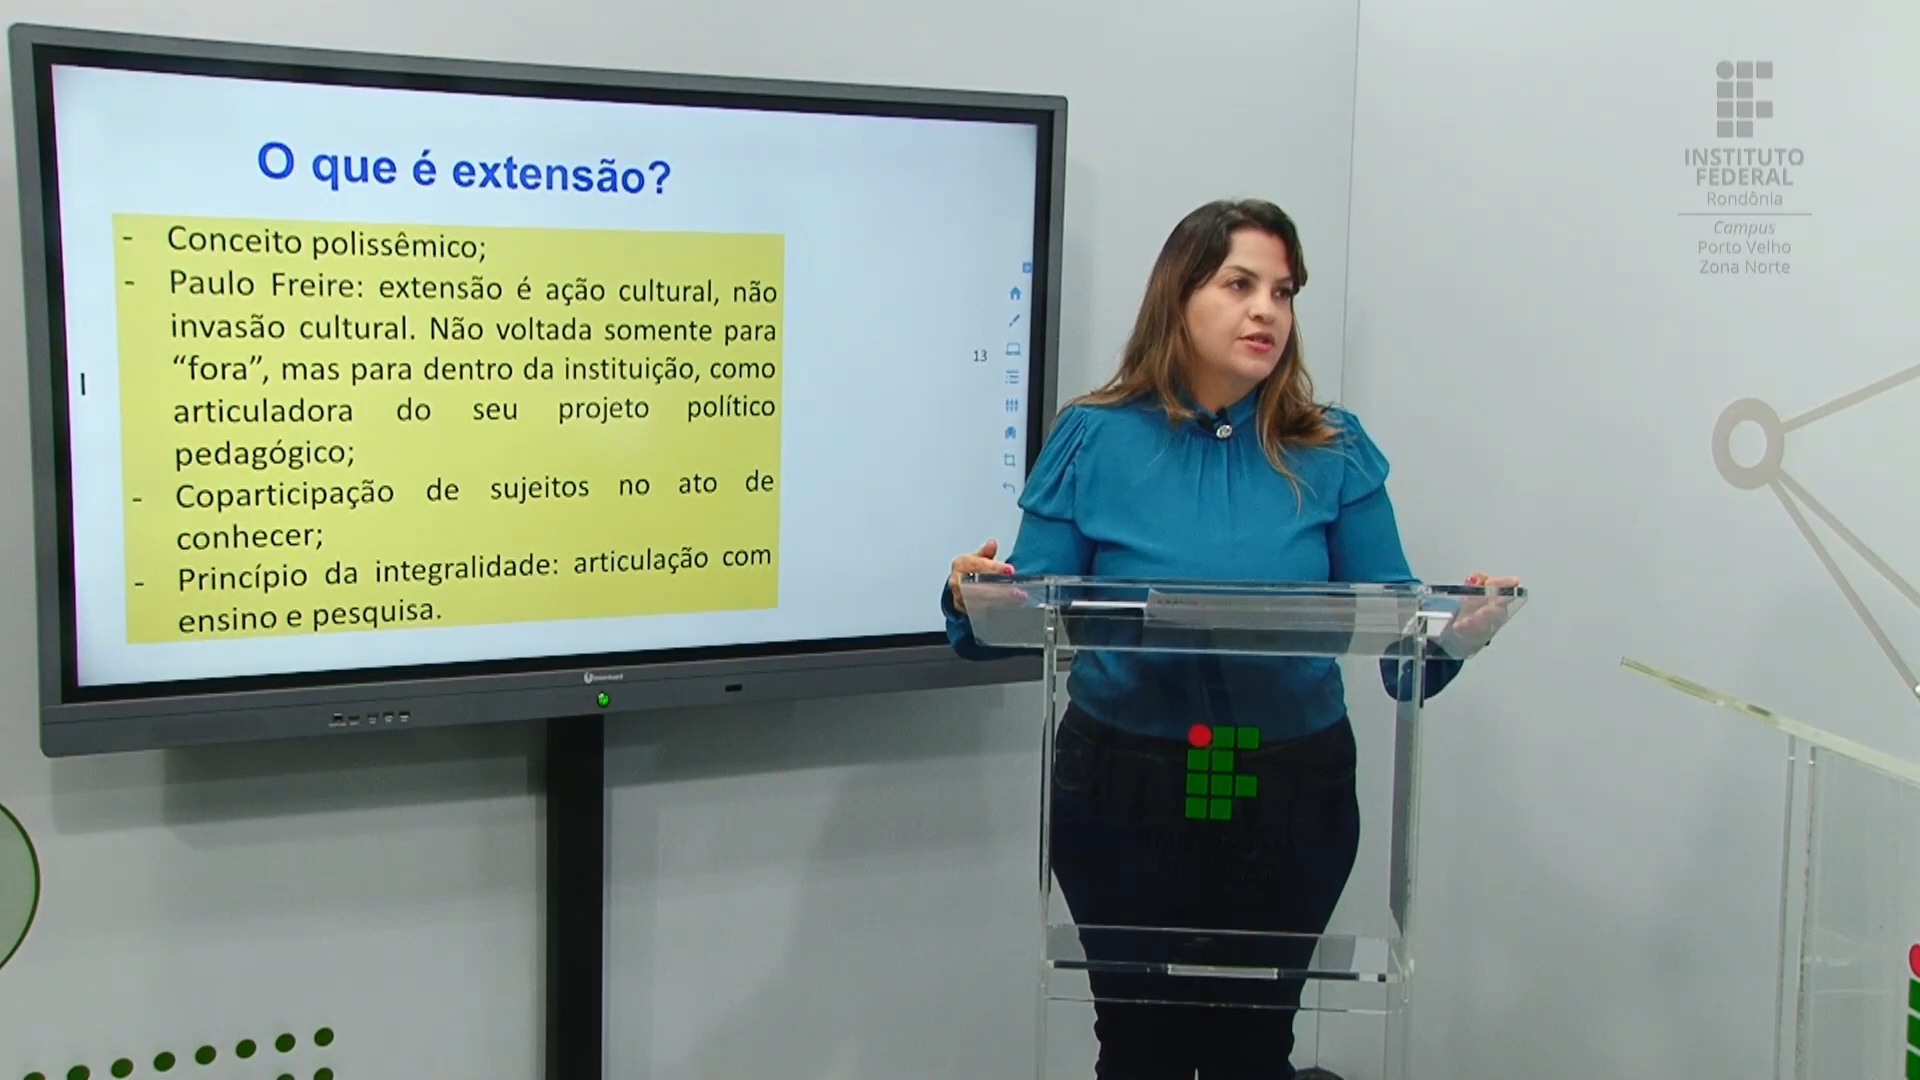 O que é extensão?
- Conceito polissêmico;
- Paulo Freire: extensão é ação cultural, não
invasão cultural. Não voltada somente para
“fora”, mas para dentro da instituição, como
articuladora do seu projeto político
pedagógico;
- Coparticipação de sujeitos no ato de
conhecer;
- Princípio da integralidade: articulação com
ensino e pesquisa.
13
INSTITUTO
FEDERAL
Rondônia
Campus
Porto Velho
Zona Norte